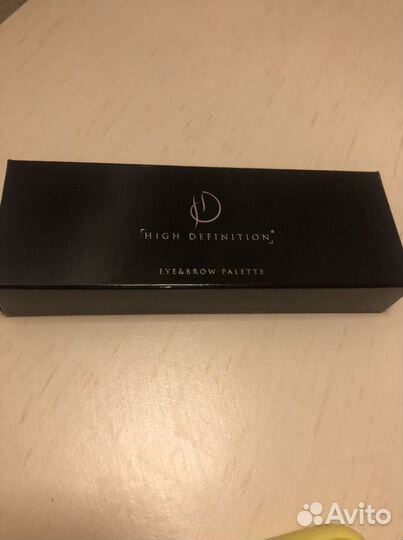 HIGH DEFINITION®
EYE&BROW PALETTE
Avito